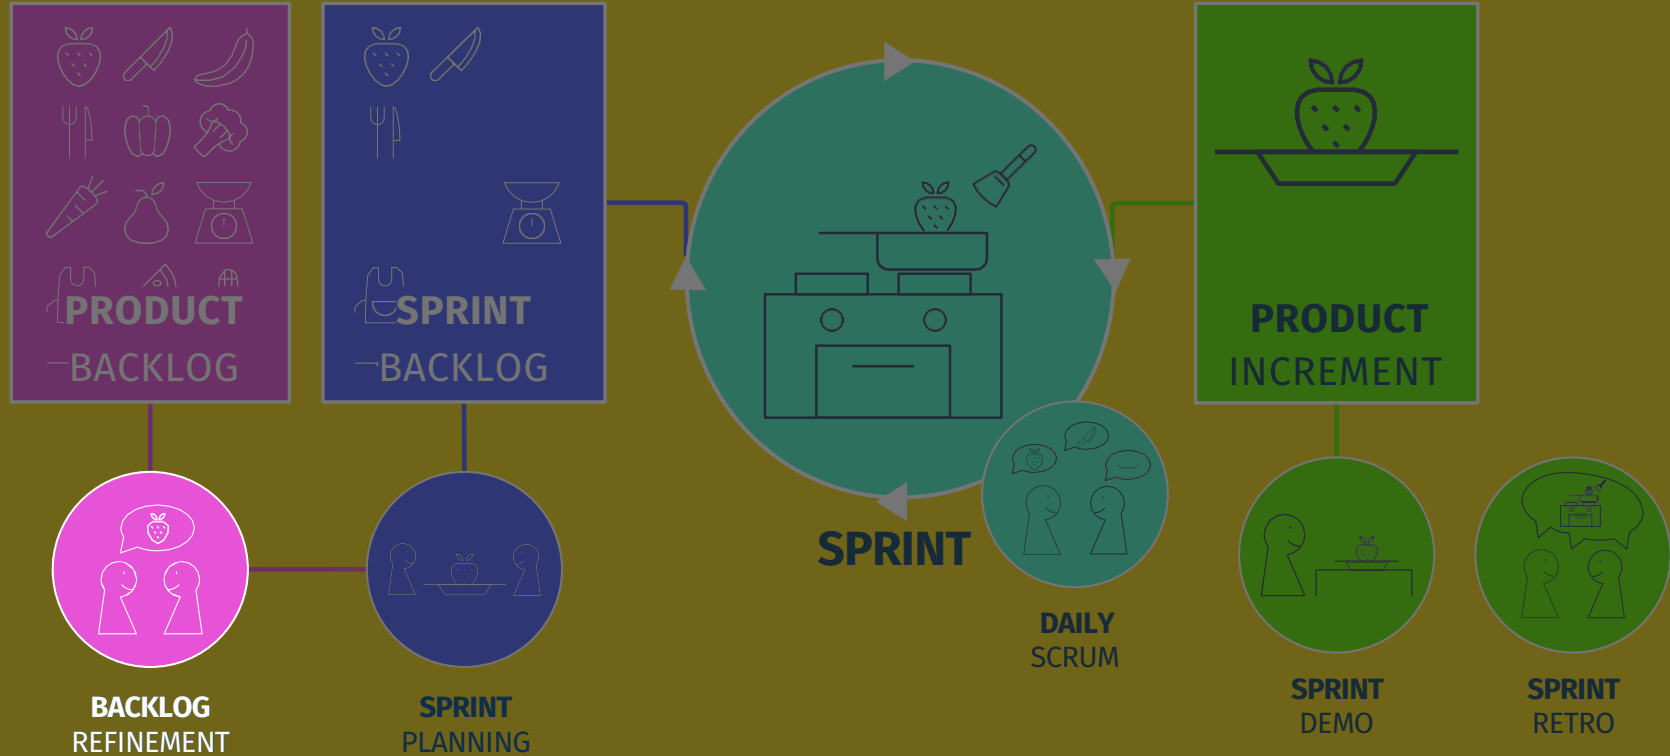 PRODUCT
BACKLOG
SPRINT
BACKLOG
PRODUCT
INCREMENT
SPRINT
DAILY
SCRUM
BACKLOG
REFINEMENT
SPRINT
PLANNING
SPRINT
DEMO
SPRINT
RETRO